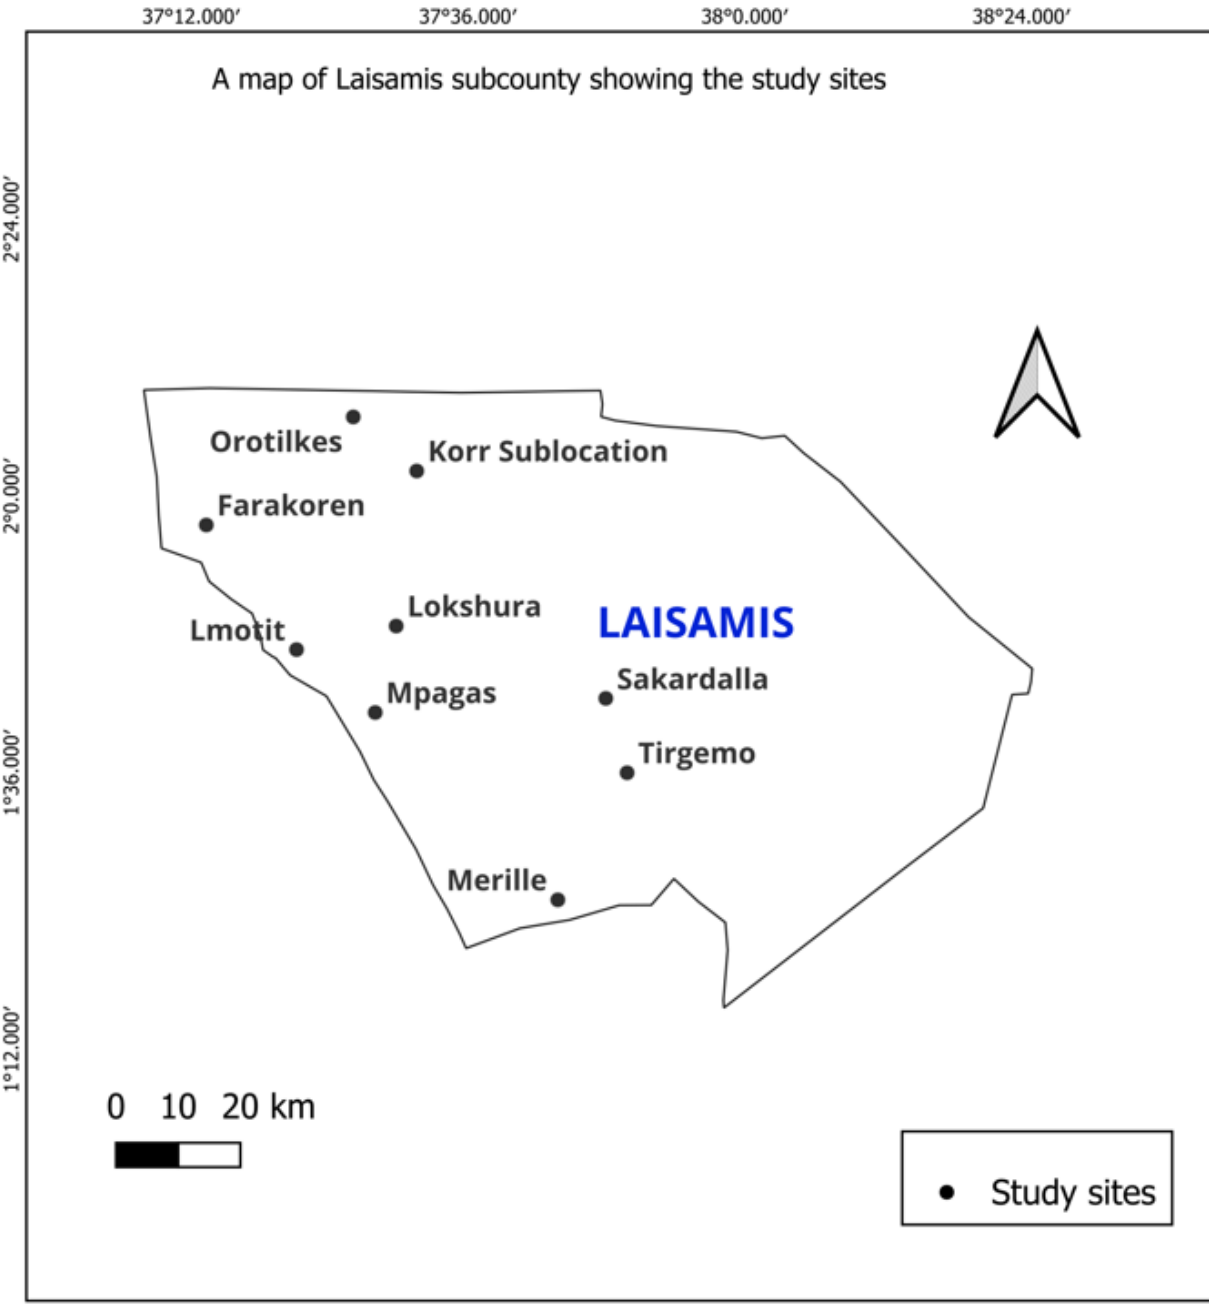 37°12.000′ 37°36.000′ 38°0.000′ 38°24.000′
A map of Laisamis subcounty showing the study sites
2°24.000′
2°0.000′
1°36.000′
1°12.000′
Orotilkes
Korr Sublocation
Farakoren
Lokshura
LAISAMIS
Lmotit
Sakardalla
Mpagas
Tirgemo
Merille
0 10 20 km
Study sites